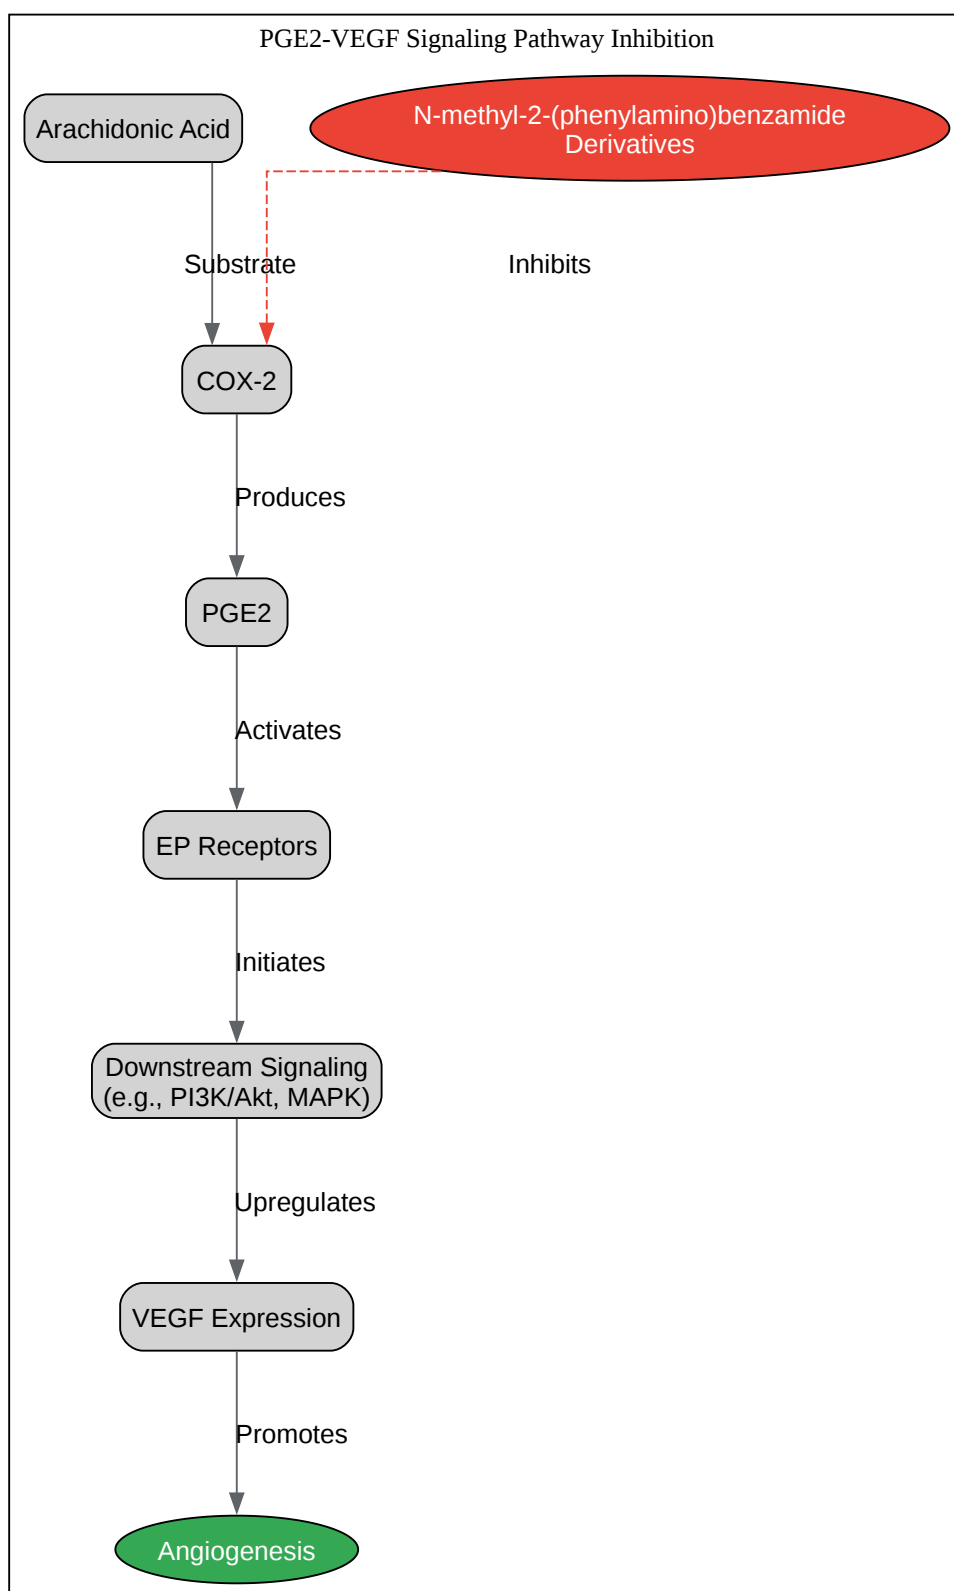 PGE2-VEGF Signaling Pathway Inhibition
Arachidonic Acid
N-methyl-2-(phenylamino)benzamide
Derivatives
Substrate
Inhibits
COX-2
Produces
PGE2
Activates
EP Receptors
Initiates
Downstream Signaling
(e.g., PI3K/Akt, MAPK)
Upregulates
VEGF Expression
Promotes
Angiogenesis